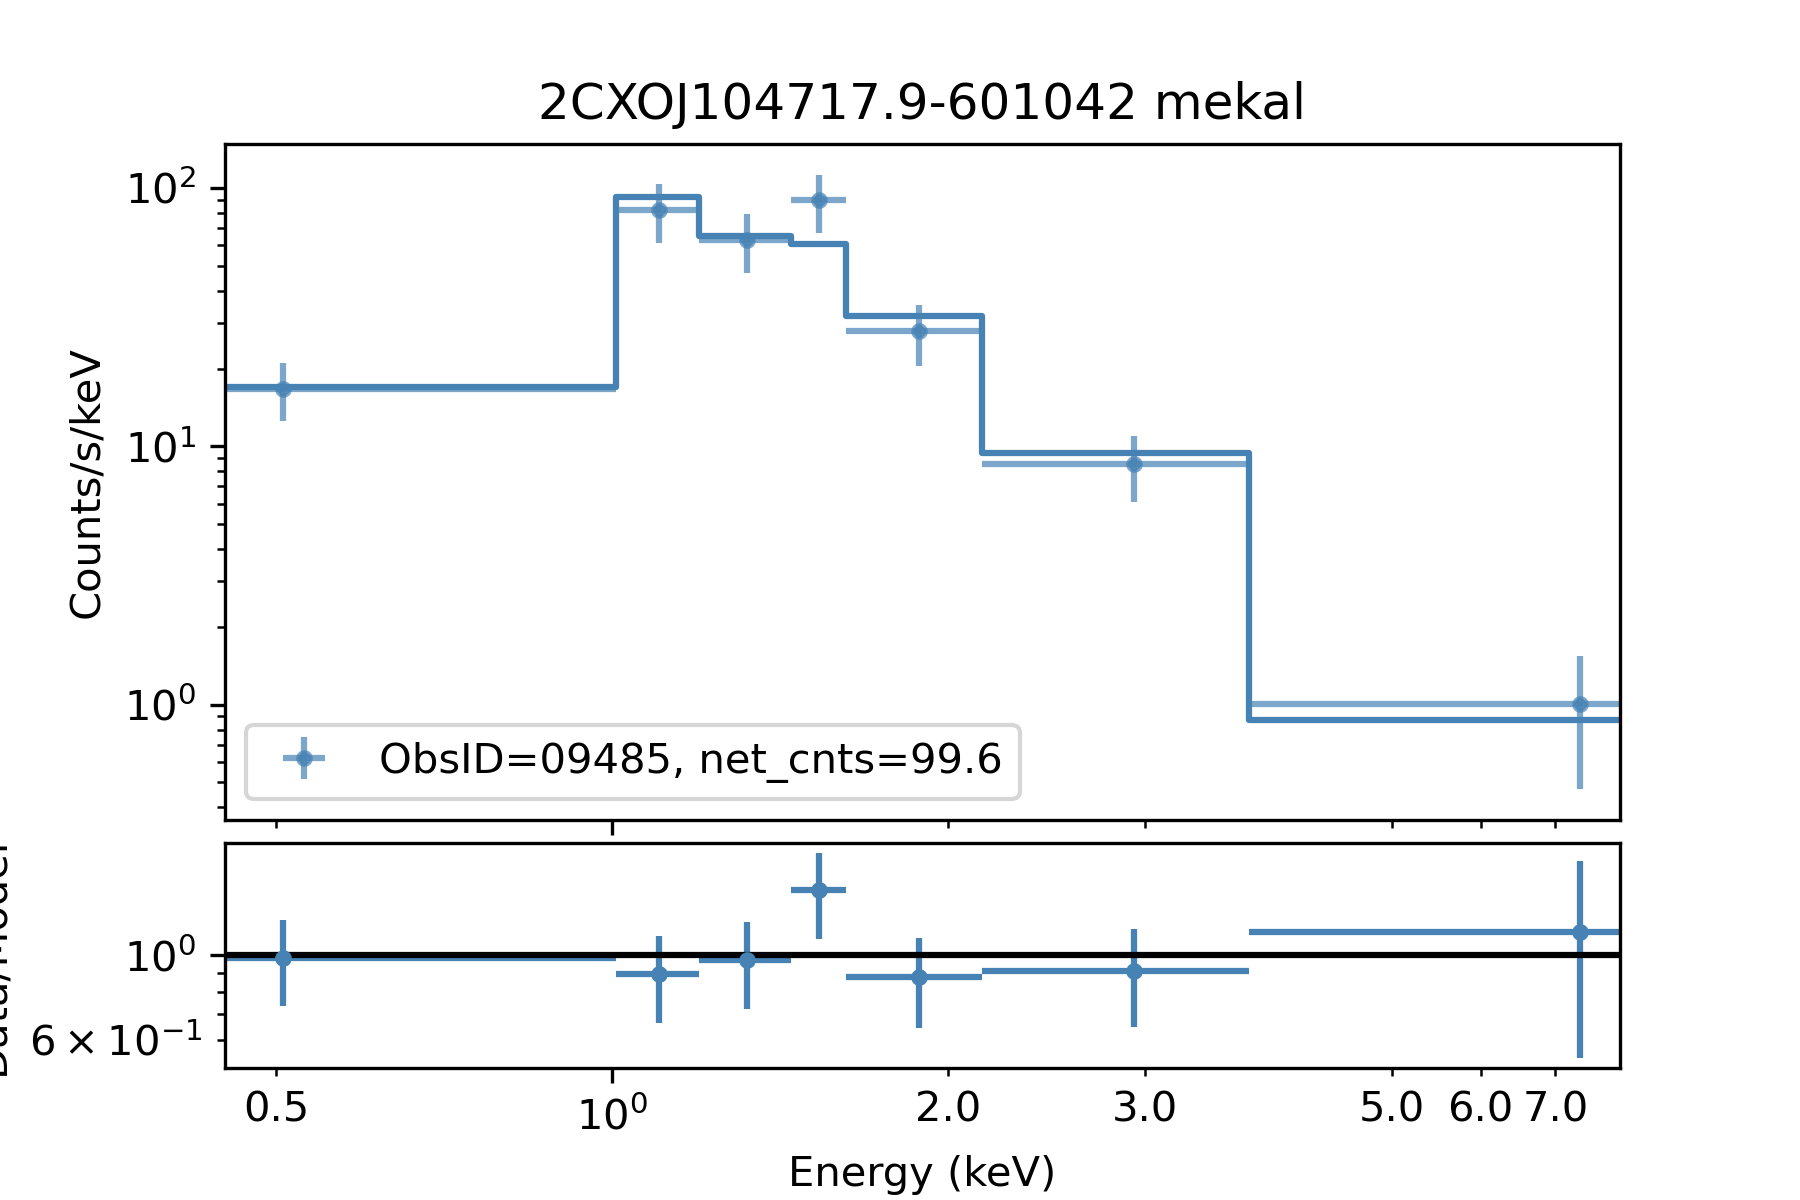 2CXOJ104717.9-601042 mekal
10²
10¹
10⁰
Counts/s/keV
ObsID=09485, net_cnts=99.6
10⁰
6 × 10⁻¹
0.5 10⁰ 2.0 3.0 5.0 6.0 7.0
Energy (keV)